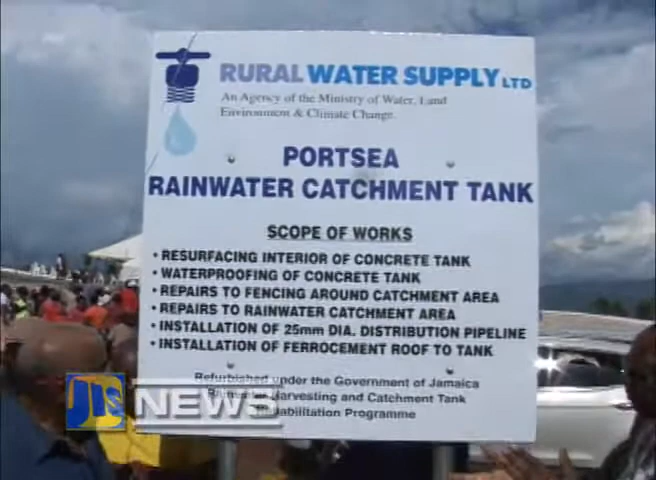 RURAL WATER SUPPLY LTD
An Agency of the Ministry of Water, Land
Environment & Climate Change.
PORTSEA
RAINWATER CATCHMENT TANK
SCOPE OF WORKS
• RESURFACING INTERIOR OF CONCRETE TANK
• WATERPROOFING OF CONCRETE TANK
• REPAIRS TO FENCING AROUND CATCHMENT AREA
• REPAIRS TO RAINWATER CATCHMENT AREA
• INSTALLATION OF 25mm DIA. DISTRIBUTION PIPELINE
• INSTALLATION OF FERROCEMENT ROOF TO TANK
Refurbished under the Government of Jamaica
Harvesting and Catchment Tank
Rehabilitation Programme
JIS NEWS